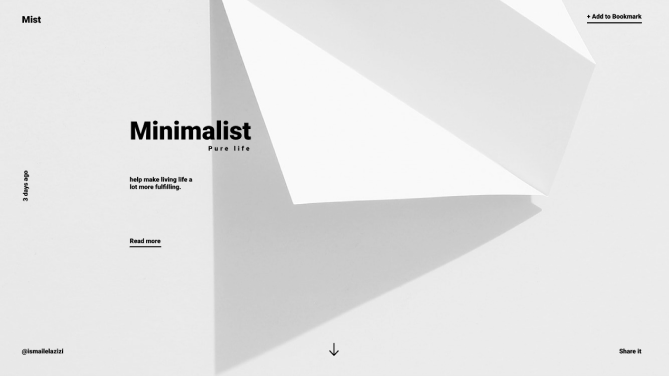 Mist
+ Add to Bookmark
Minimalist
Pure life
help make living life a
lot more fulfilling.
3 days ago
Read more
@ismailelazizi
Share it